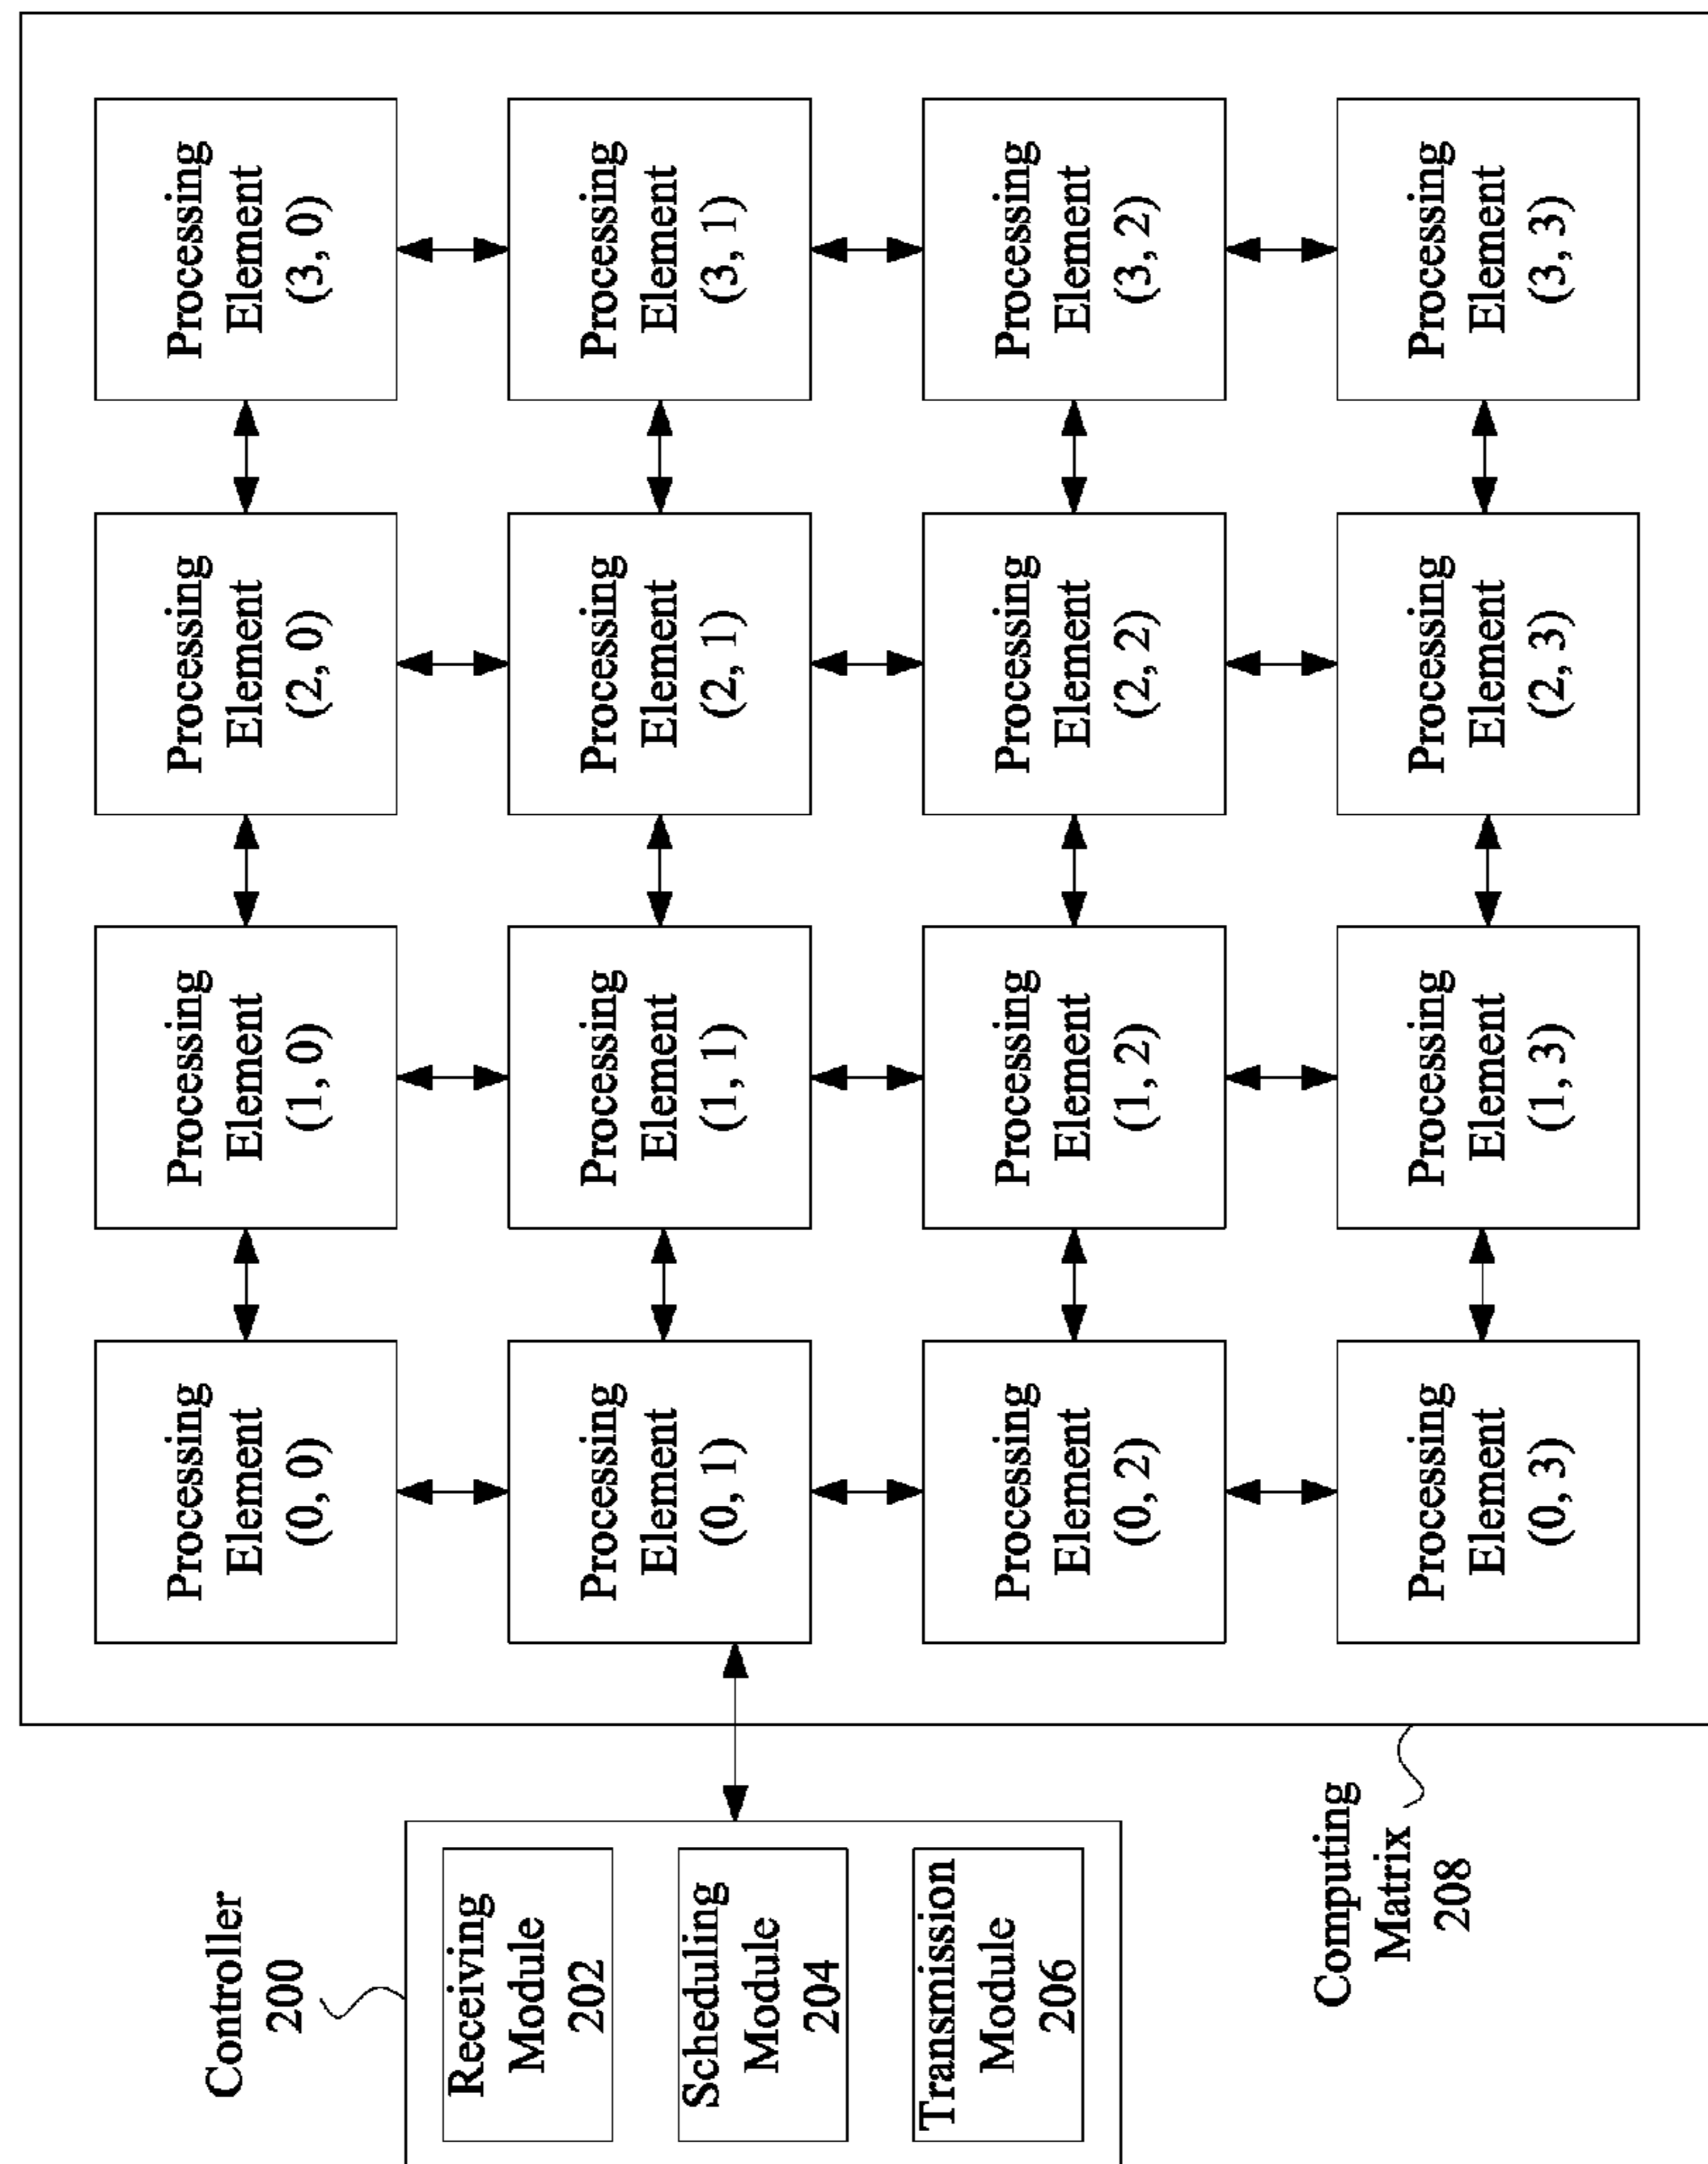 Controller
200
Receiving
Module
202
Scheduling
Module
204
Transmission
Module
206
Computing
Matrix
208
Processing
Element
(0, 0)
Processing
Element
(1, 0)
Processing
Element
(2, 0)
Processing
Element
(3, 0)
Processing
Element
(0, 1)
Processing
Element
(1, 1)
Processing
Element
(2, 1)
Processing
Element
(3, 1)
Processing
Element
(0, 2)
Processing
Element
(1, 2)
Processing
Element
(2, 2)
Processing
Element
(3, 2)
Processing
Element
(0, 3)
Processing
Element
(1, 3)
Processing
Element
(2, 3)
Processing
Element
(3, 3)